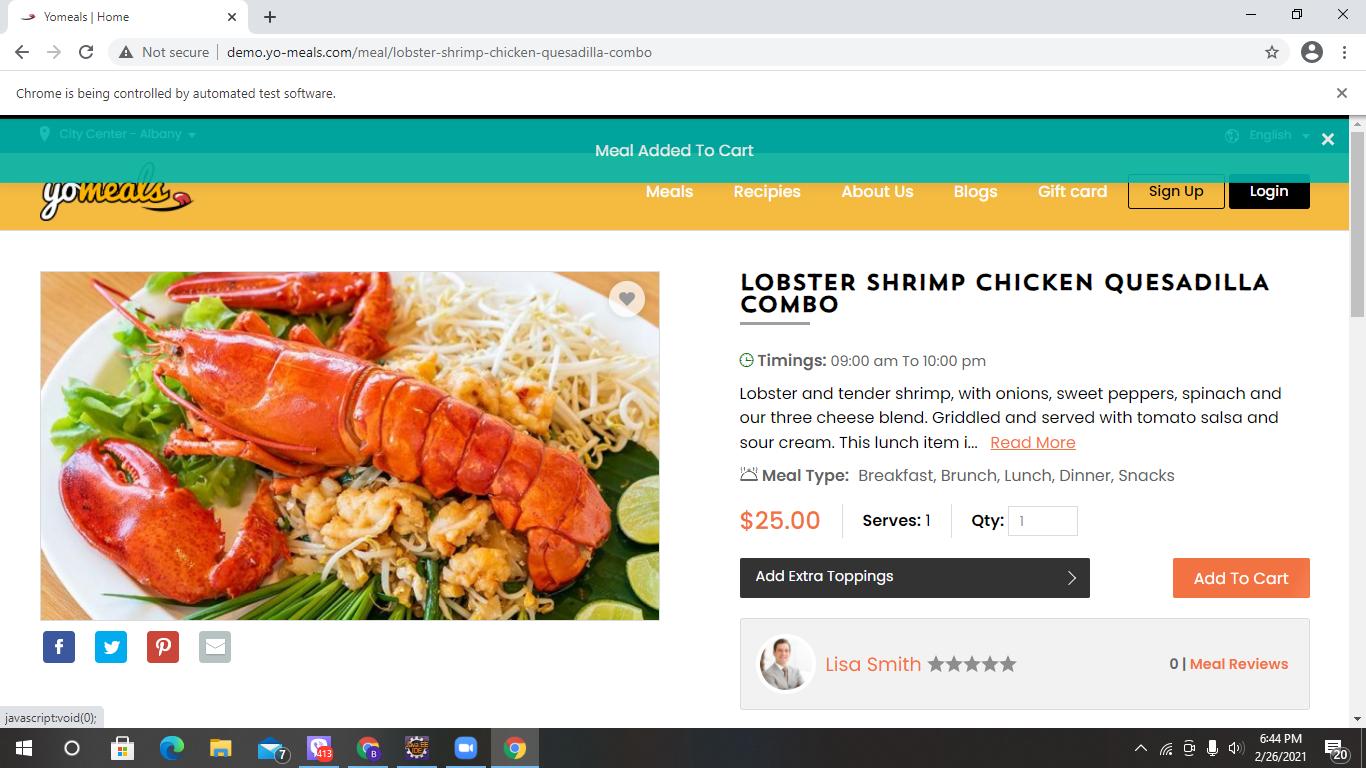 Yomeals | Home
Not secure
demo.yo-meals.com/meal/lobster-shrimp-chicken-quesadilla-combo
Chrome is being controlled by automated test software.
City Center - Albany
English
Meal Added To Cart
yomeals
Meals
Recipies
About Us
Blogs
Gift card
Sign Up
Login
LOBSTER SHRIMP CHICKEN QUESADILLA
COMBO
Timings: 09:00 am To 10:00 pm
Lobster and tender shrimp, with onions, sweet peppers, spinach and
our three cheese blend. Griddled and served with tomato salsa and
sour cream. This lunch item i... Read More
Meal Type: Breakfast, Brunch, Lunch, Dinner, Snacks
$25.00
Serves: 1
Qty: 1
Add Extra Toppings
Add To Cart
Lisa Smith
0 | Meal Reviews
javascript:void(0);
7
413
B
Java EE
IDE
6:44 PM
2/26/2021
20